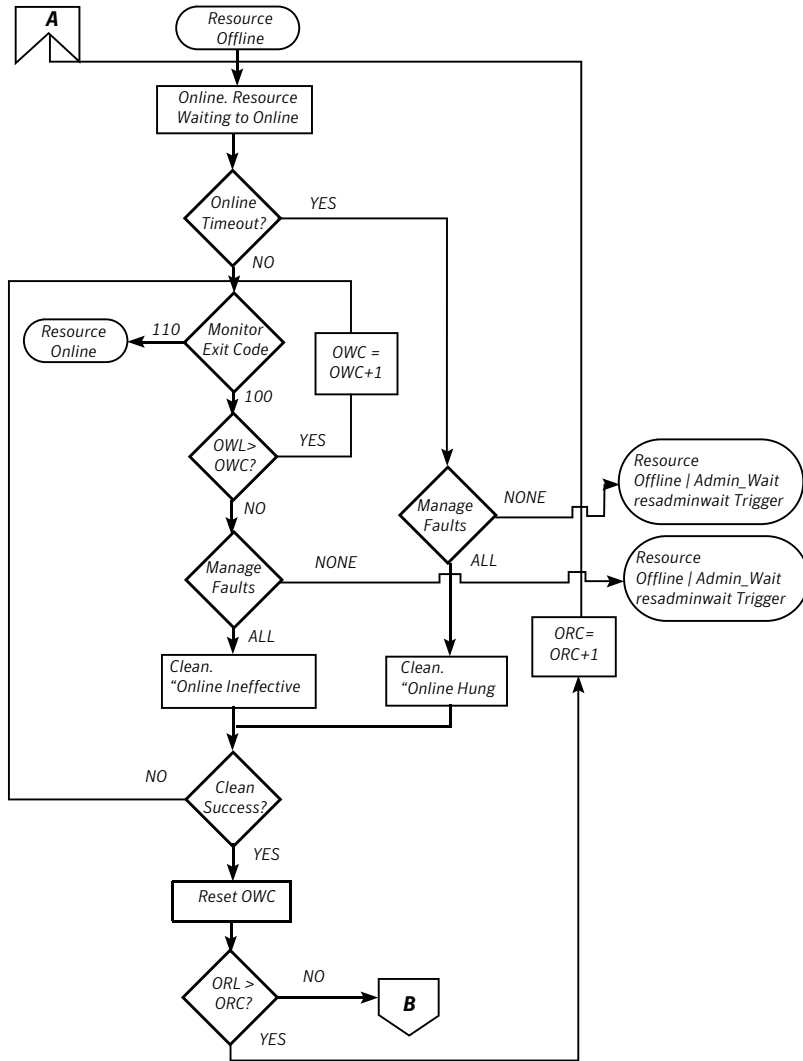 A
Resource
Offline
Online. Resource
Waiting to Online
Online
Timeout?
YES
NO
Resource
Online
110
Monitor
Exit Code
OWC =
OWC+1
100
OWL>
OWC?
YES
NO
Manage
Faults
NONE
Resource
Offline | Admin_Wait
resadminwait Trigger
ALL
Manage
Faults
NONE
Resource
Offline | Admin_Wait
resadminwait Trigger
ALL
ORC=
ORC+1
Clean.
“Online Ineffective
Clean.
“Online Hung
NO
Clean
Success?
YES
Reset OWC
ORL >
ORC?
NO
B
YES